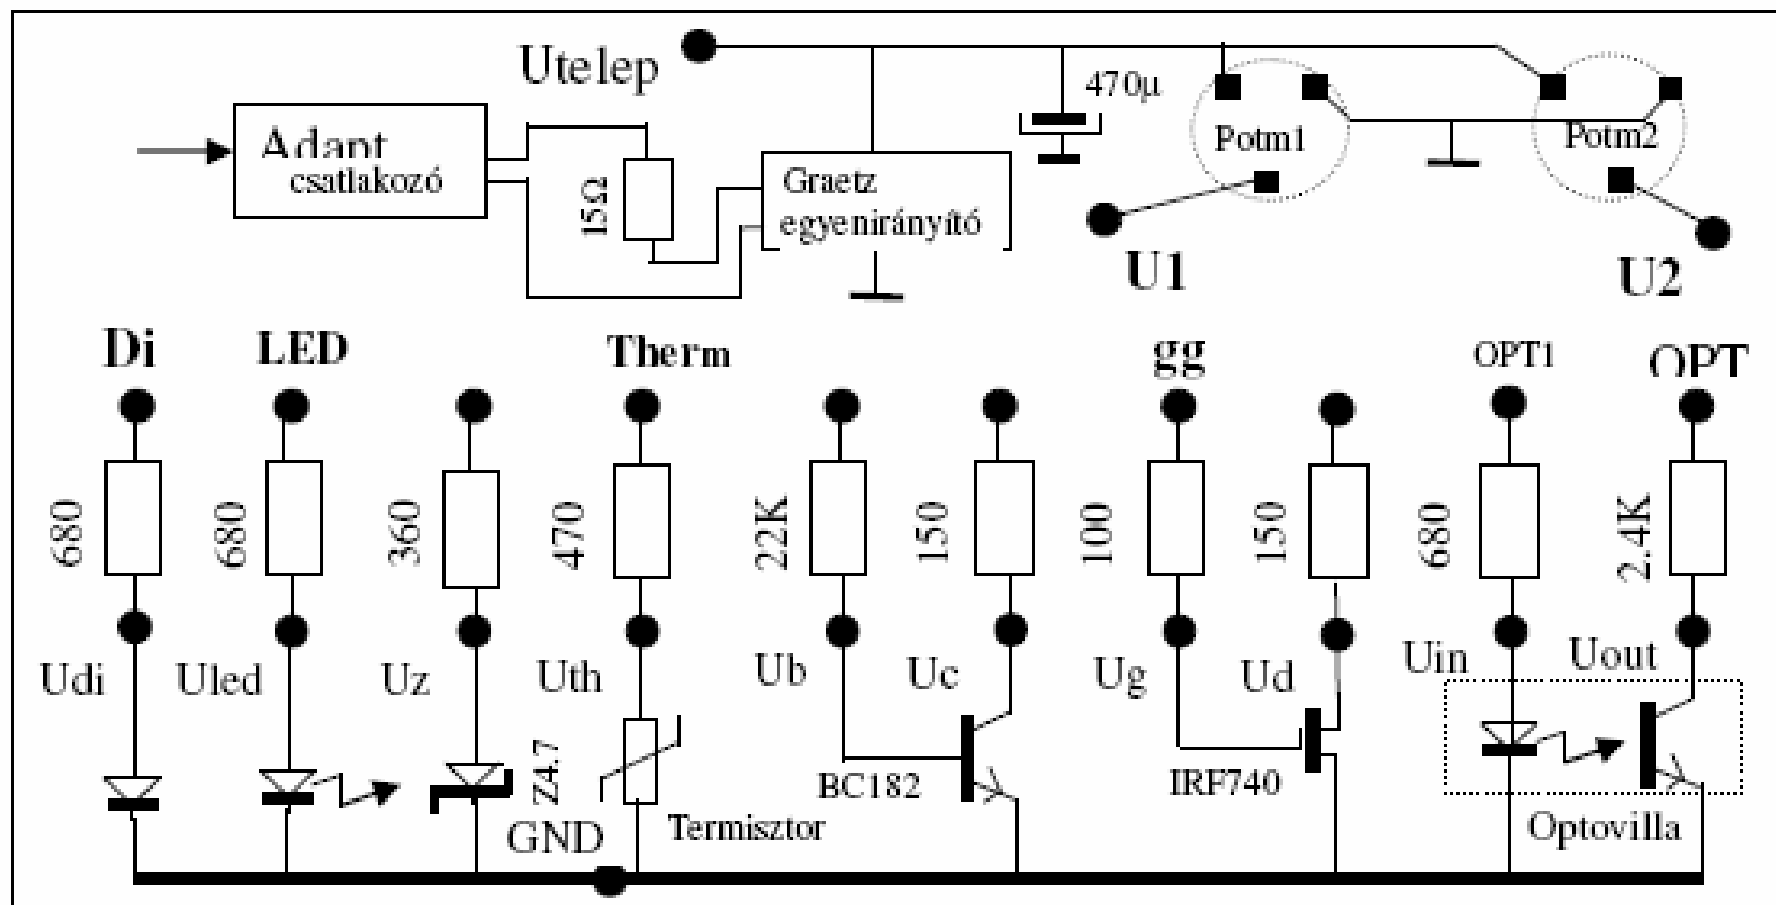 Utelep
470µ
Adapt
csatlakozó
15Ω
Graetz
egyenirányító
Potm1
Potm2
U1
U2
Di
LED
Therm
gg
OPT1
OPT
680
680
360
470
22K
150
100
150
680
2.4K
Udi
Uled
Uz
Uth
Ub
Uc
Ug
Ud
Uin
Uout
Z4.7
BC182
IRF740
GND
Termisztor
Optovilla